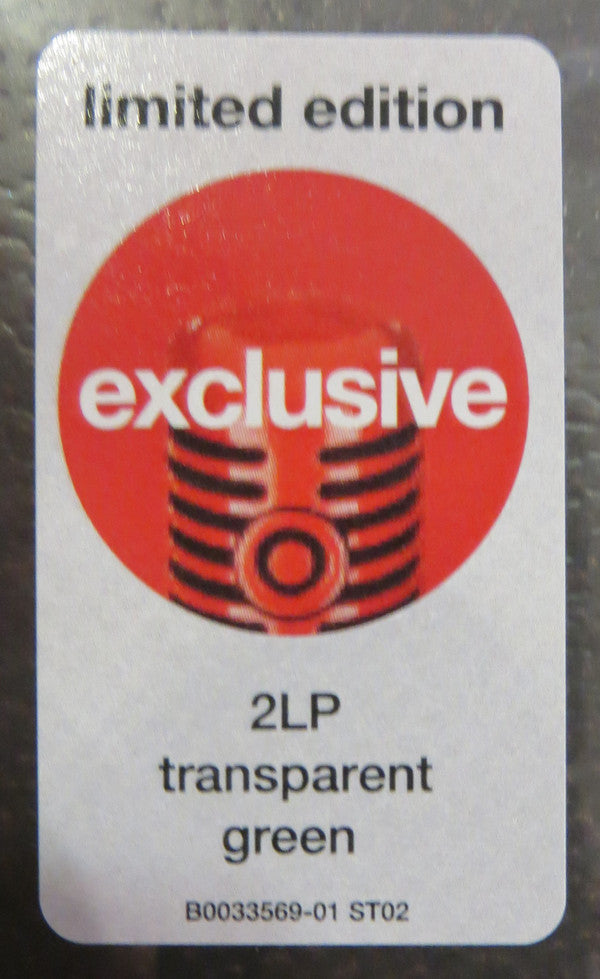 limited edition
exclusive
2LP
transparent
green
B0033569-01 ST02